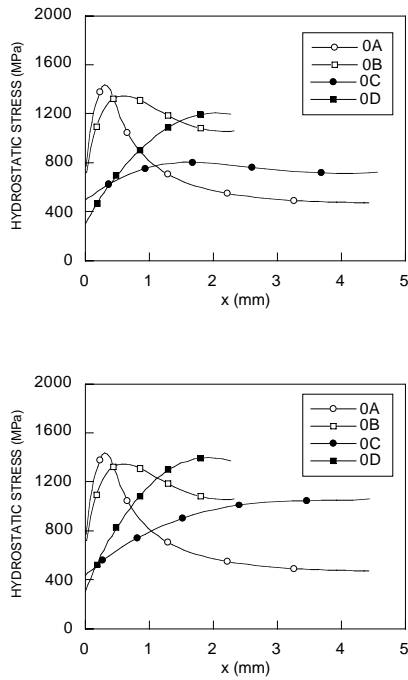 2000
1600
1200
800
400
0
HYDROSTATIC STRESS (MPa)
0A
0B
0C
0D
0 1 2 3 4 5
x (mm)
2000
1600
1200
800
400
0
HYDROSTATIC STRESS (MPa)
0A
0B
0C
0D
0 1 2 3 4 5
x (mm)